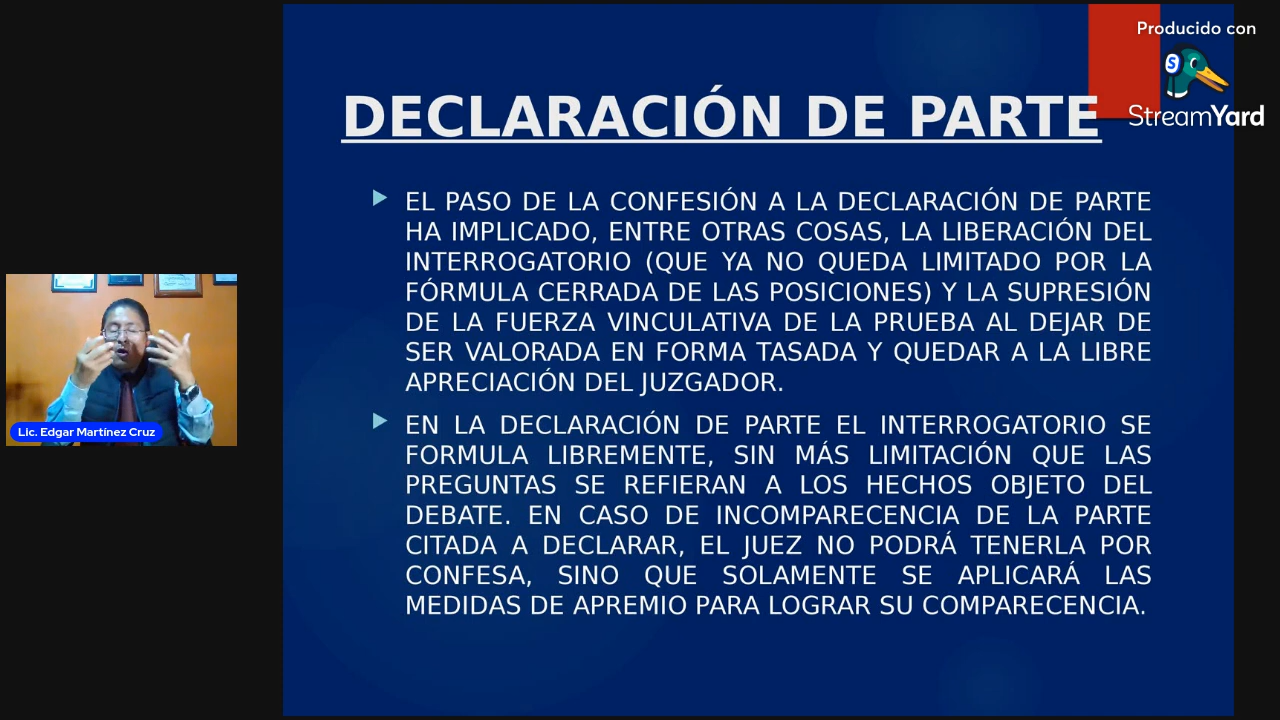 Producido con
StreamYard
DECLARACIÓN DE PARTE
EL PASO DE LA CONFESIÓN A LA DECLARACIÓN DE PARTE
HA IMPLICADO, ENTRE OTRAS COSAS, LA LIBERACIÓN DEL
INTERROGATORIO (QUE YA NO QUEDA LIMITADO POR LA
FÓRMULA CERRADA DE LAS POSICIONES) Y LA SUPRESIÓN
DE LA FUERZA VINCULATIVA DE LA PRUEBA AL DEJAR DE
SER VALORADA EN FORMA TASADA Y QUEDAR A LA LIBRE
APRECIACIÓN DEL JUZGADOR.
EN LA DECLARACIÓN DE PARTE EL INTERROGATORIO SE
FORMULA LIBREMENTE, SIN MÁS LIMITACIÓN QUE LAS
PREGUNTAS SE REFIERAN A LOS HECHOS OBJETO DEL
DEBATE. EN CASO DE INCOMPARECENCIA DE LA PARTE
CITADA A DECLARAR, EL JUEZ NO PODRÁ TENERLA POR
CONFESA, SINO QUE SOLAMENTE SE APLICARÁ LAS
MEDIDAS DE APREMIO PARA LOGRAR SU COMPARECENCIA.
Lic. Edgar Martínez Cruz